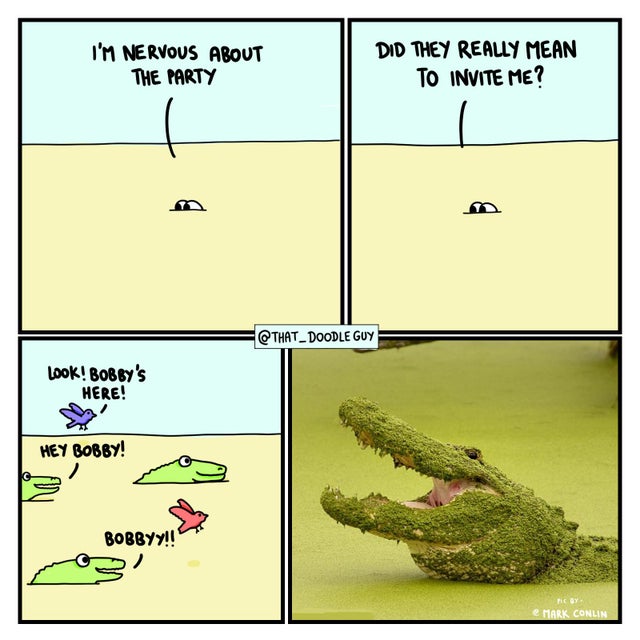 I'M NERVOUS ABOUT
THE PARTY
DID THEY REALLY MEAN
TO INVITE ME?
@THAT_DOODLE GUY
LOOK! BOBBY'S
HERE!
HEY BOBBY!
BOBBYY!!
PIC BY-
© MARK CONLIN